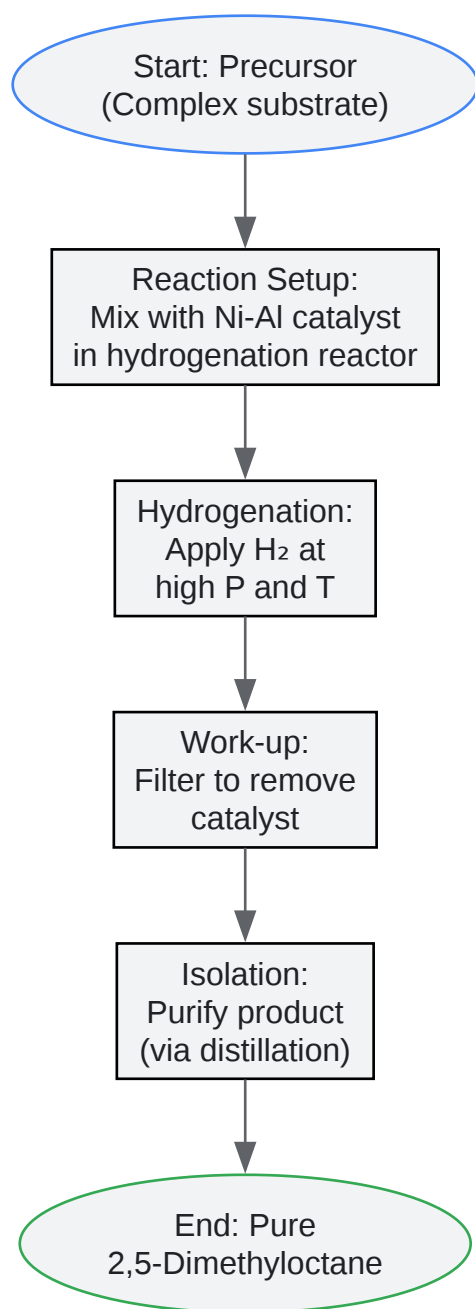 Start: Precursor
(Complex substrate)
Reaction Setup:
Mix with Ni-Al catalyst
in hydrogenation reactor
Hydrogenation:
Apply H₂ at
high P and T
Work-up:
Filter to remove
catalyst
Isolation:
Purify product
(via distillation)
End: Pure
2,5-Dimethyloctane